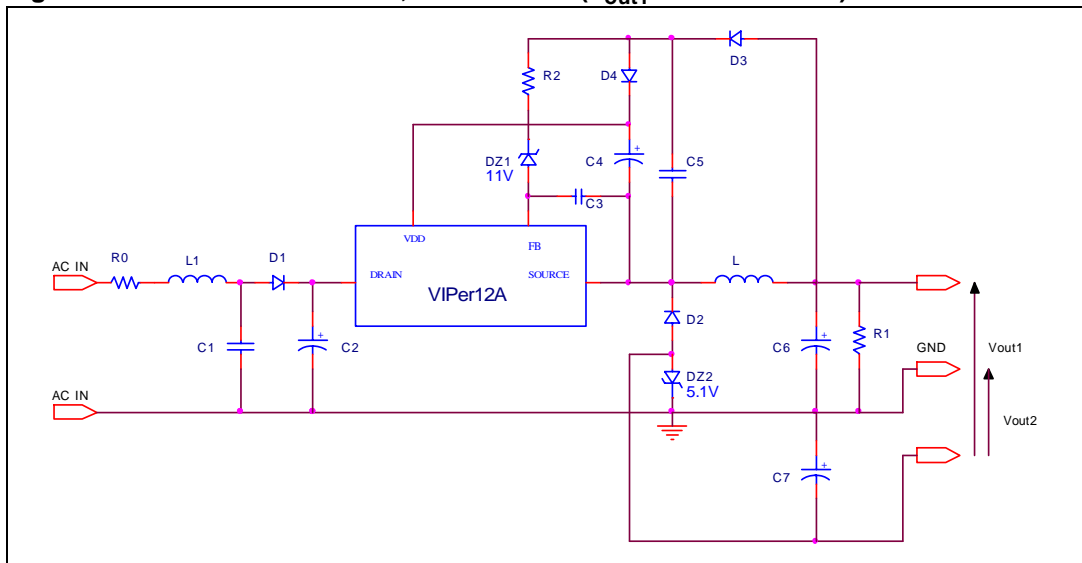 D3
R2
D4
DZ1
11V
C4
+
C5
C3
VDD
FB
AC IN
R0
L1
D1
DRAIN
SOURCE
VIPer12A
L
C1
+
C2
D2
+
C6
R1
GND
Vout1
DZ2
5.1V
AC IN
Vout2
+
C7